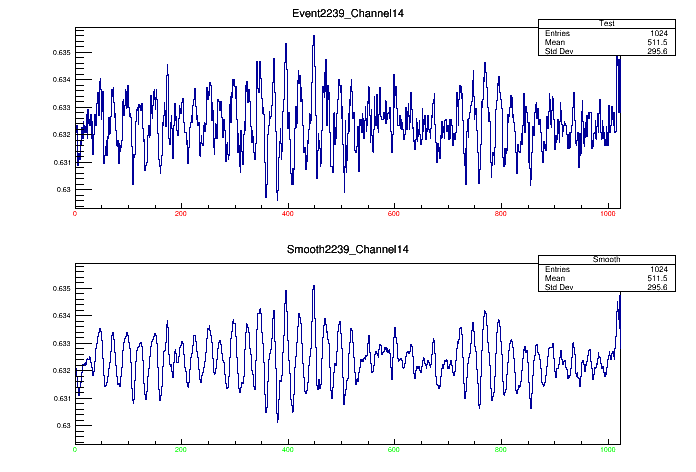 Event2239_Channel14
Test
Entries 1024
Mean 511.5
Std Dev 295.6
0.635
0.634
0.633
0.632
0.631
0.63
0 200 400 600 800 1000
Smooth2239_Channel14
Smooth
Entries 1024
Mean 511.5
Std Dev 295.6
0.635
0.634
0.633
0.632
0.631
0.63
0 200 400 600 800 1000